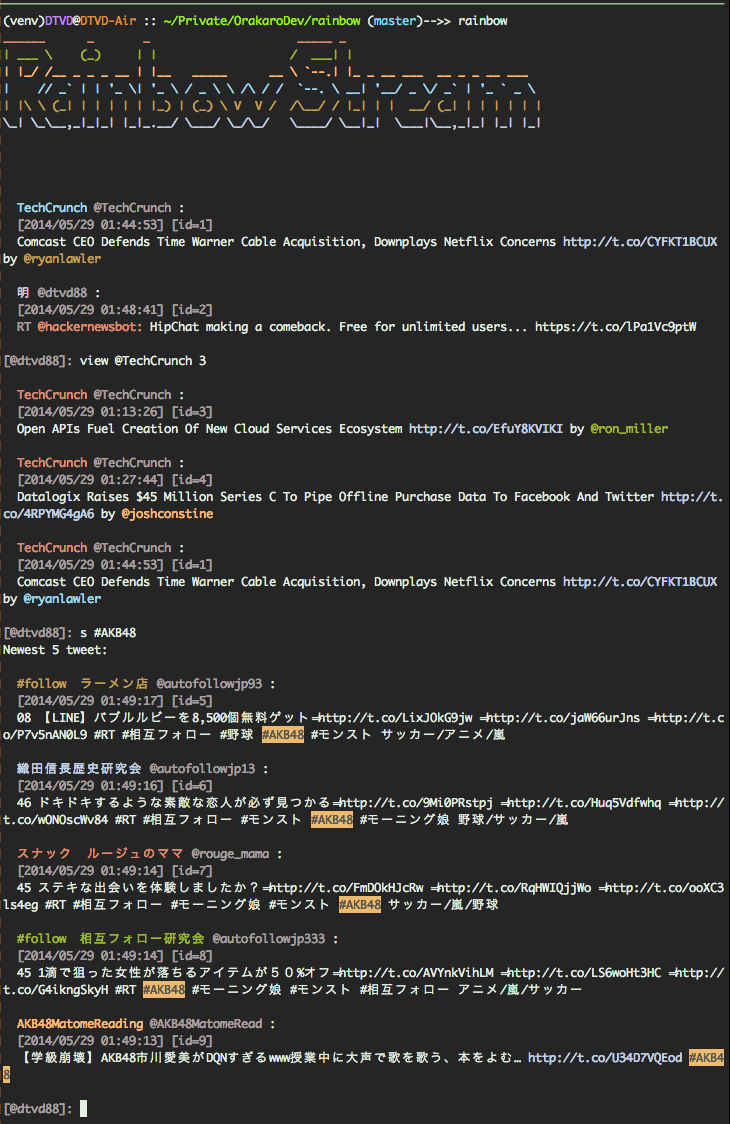 (venv)DTVD@DTVD-Air :: ~/Private/OrakaroDev/rainbow (master)-->> rainbow
Rainbow Stream
TechCrunch @TechCrunch :
[2014/05/29 01:44:53] [id=1]
Comcast CEO Defends Time Warner Cable Acquisition, Downplays Netflix Concerns http://t.co/CYFKT1BCUX
by @ryanlawler
明 @dtvd88 :
[2014/05/29 01:48:41] [id=2]
RT @hackernewsbot: HipChat making a comeback. Free for unlimited users... https://t.co/lPa1Vc9ptW
[@dtvd88]: view @TechCrunch 3
TechCrunch @TechCrunch :
[2014/05/29 01:13:26] [id=3]
Open APIs Fuel Creation Of New Cloud Services Ecosystem http://t.co/EfuY8KVIKI by @ron_miller
TechCrunch @TechCrunch :
[2014/05/29 01:27:44] [id=4]
Datalogix Raises $45 Million Series C To Pipe Offline Purchase Data To Facebook And Twitter http://t.
co/4RPYMG4gA6 by @joshconstine
TechCrunch @TechCrunch :
[2014/05/29 01:44:53] [id=1]
Comcast CEO Defends Time Warner Cable Acquisition, Downplays Netflix Concerns http://t.co/CYFKT1BCUX
by @ryanlawler
[@dtvd88]: s #AKB48
Newest 5 tweet:
#follow ラーメン店 @autofollowjp93 :
[2014/05/29 01:49:17] [id=5]
08 【LINE】バブルルビーを8,500個無料ゲット⇒http://t.co/LixJOkG9jw ⇒http://t.co/jaW66urJns ⇒http://t.c
o/P7v5nAN0L9 #RT #相互フォロー #野球 #AKB48 #モンスト サッカー/アニメ/嵐
織田信長歴史研究会 @autofollowjp13 :
[2014/05/29 01:49:16] [id=6]
46 ドキドキするような素敵な恋人が必ず見つかる⇒http://t.co/9Mi0PRstpj ⇒http://t.co/Huq5Vdfwhq ⇒http://
t.co/wONOscWv84 #RT #相互フォロー #モンスト #AKB48 #モーニング娘 野球/サッカー/嵐
スナック ルージュのママ @rouge_mama :
[2014/05/29 01:49:14] [id=7]
45 ステキな出会いを体験しましたか？⇒http://t.co/FmDOkHJcRw ⇒http://t.co/RqHWIQjjWo ⇒http://t.co/ooXC3
ls4eg #RT #相互フォロー #モーニング娘 #モンスト #AKB48 サッカー/嵐/野球
#follow 相互フォロー研究会 @autofollowjp333 :
[2014/05/29 01:49:14] [id=8]
45 1滴で狙った女性が落ちるアイテムが５０%オフ⇒http://t.co/AVYnkVihLM ⇒http://t.co/LS6woHt3HC ⇒http:/
/t.co/G4ikngSkyH #RT #AKB48 #モーニング娘 #モンスト #相互フォロー アニメ/嵐/サッカー
AKB48MatomeReading @AKB48MatomeRead :
[2014/05/29 01:49:13] [id=9]
【学級崩壊】AKB48市川愛美がDQNすぎるwww授業中に大声で歌を歌う、本をよむ… http://t.co/U34D7VQEod #AKB4
8
[@dtvd88]: